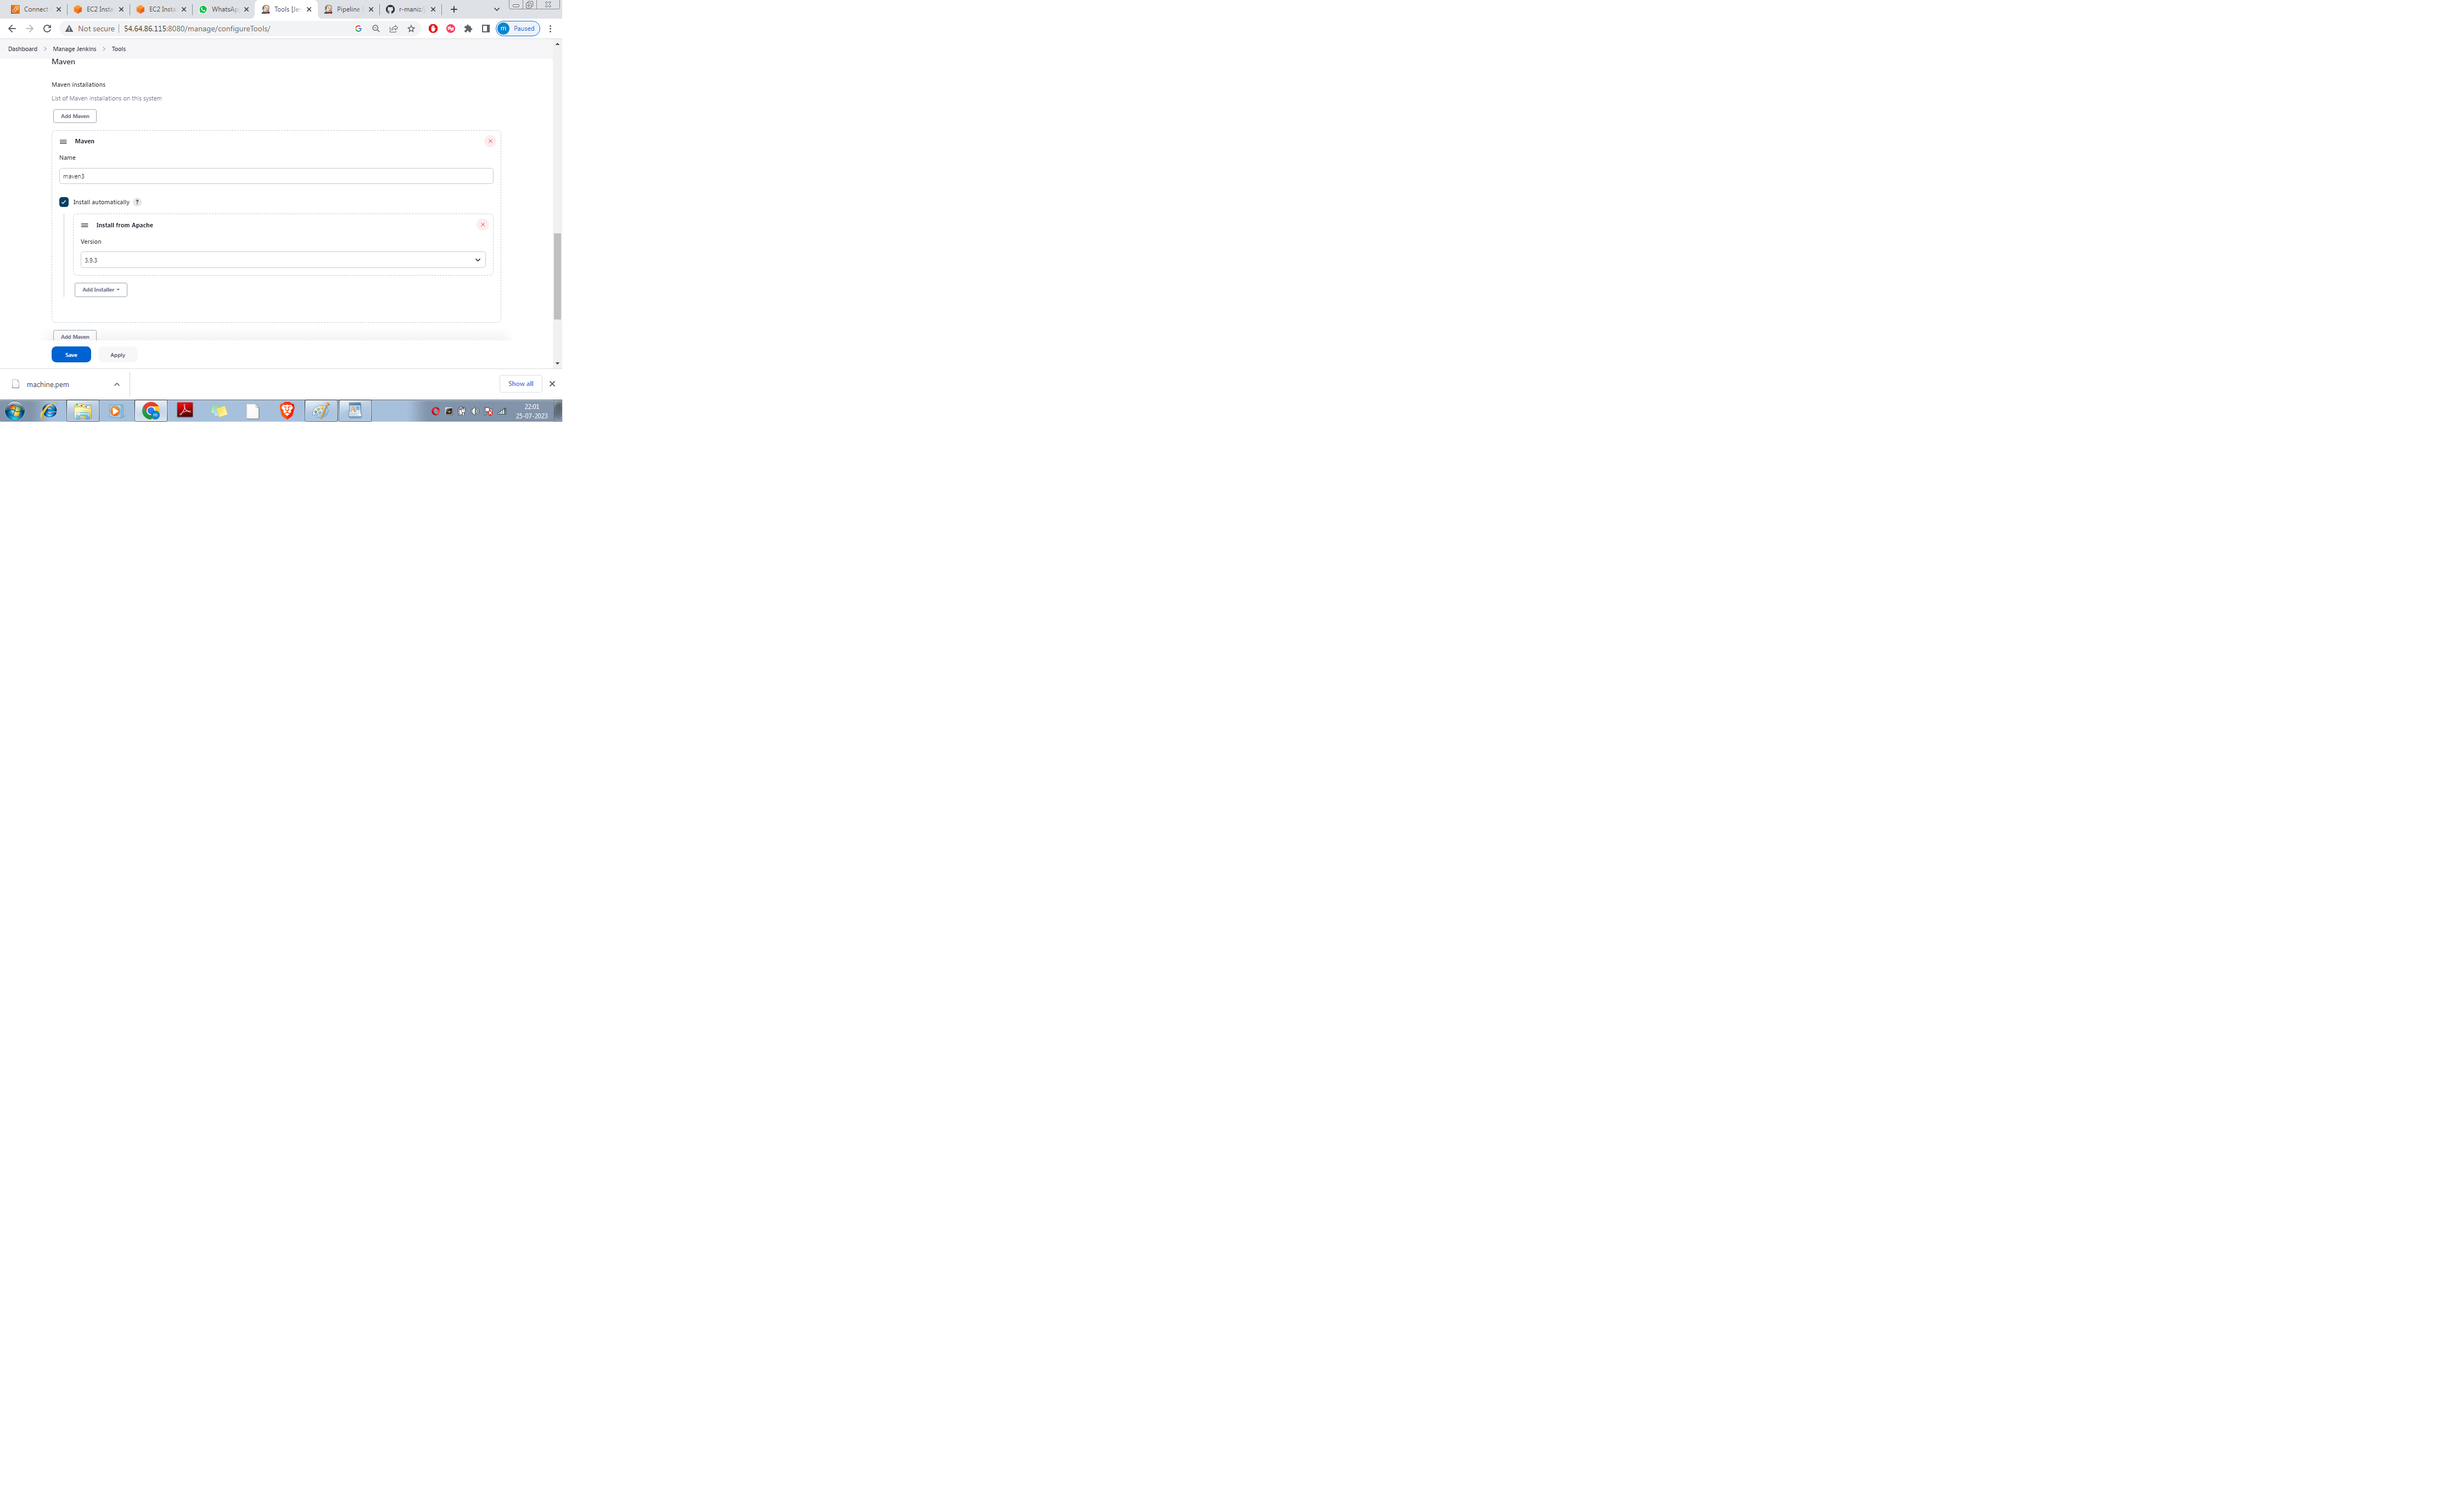 Connect
EC2 Insta
EC2 Insta
WhatsAp
Tools [Je
Pipeline
r-maniz/j
Not secure
54.64.86.115:8080/manage/configureTools/
m Paused
Dashboard
Manage Jenkins
Tools
Maven
Maven installations
List of Maven installations on this system
Add Maven
Maven
Name
maven3
Install automatically ?
Install from Apache
Version
3.9.3
Add Installer
Add Maven
Save
Apply
machine.pem
Show all
22:01
25-07-2023